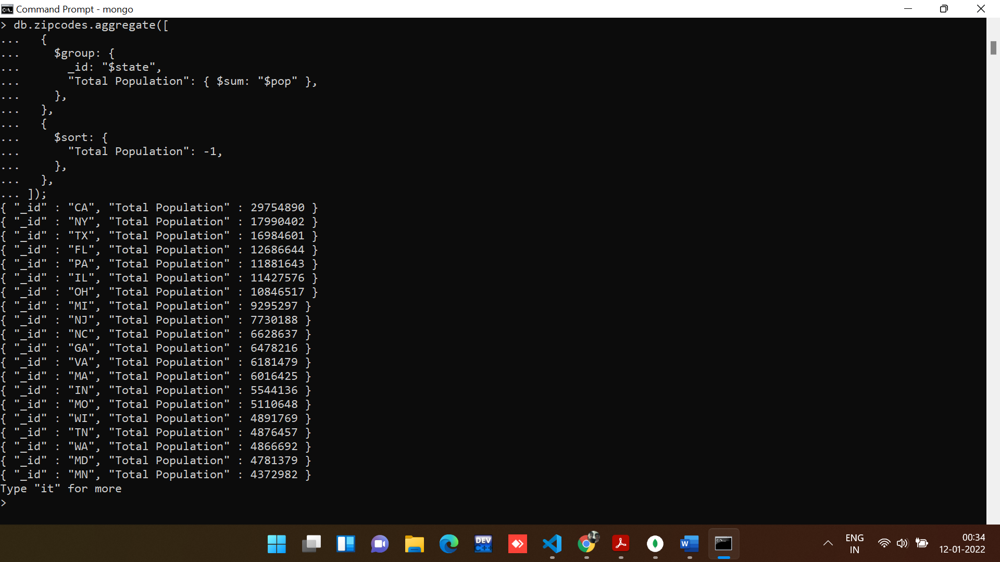 Command Prompt - mongo
> db.zipcodes.aggregate([
...   {
...     $group: {
...       _id: "$state",
...       "Total Population": { $sum: "$pop" },
...     },
...   },
...   {
...     $sort: {
...       "Total Population": -1,
...     },
...   },
... ]);
{ "_id" : "CA", "Total Population" : 29754890 }
{ "_id" : "NY", "Total Population" : 17990402 }
{ "_id" : "TX", "Total Population" : 16984601 }
{ "_id" : "FL", "Total Population" : 12686644 }
{ "_id" : "PA", "Total Population" : 11881643 }
{ "_id" : "IL", "Total Population" : 11427576 }
{ "_id" : "OH", "Total Population" : 10846517 }
{ "_id" : "MI", "Total Population" : 9295297 }
{ "_id" : "NJ", "Total Population" : 7730188 }
{ "_id" : "NC", "Total Population" : 6628637 }
{ "_id" : "GA", "Total Population" : 6478216 }
{ "_id" : "VA", "Total Population" : 6181479 }
{ "_id" : "MA", "Total Population" : 6016425 }
{ "_id" : "IN", "Total Population" : 5544136 }
{ "_id" : "MO", "Total Population" : 5110648 }
{ "_id" : "WI", "Total Population" : 4891769 }
{ "_id" : "TN", "Total Population" : 4876457 }
{ "_id" : "WA", "Total Population" : 4866692 }
{ "_id" : "MD", "Total Population" : 4781379 }
{ "_id" : "MN", "Total Population" : 4372982 }
Type "it" for more
>
DEV
C++
W
ENG
IN
00:34
12-01-2022